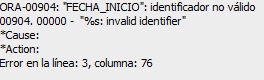 ORA-00904: "FECHA_INICIO": identificador no válido
00904. 00000 -  "%s: invalid identifier"
*Cause:
*Action:
Error en la línea: 3, columna: 76